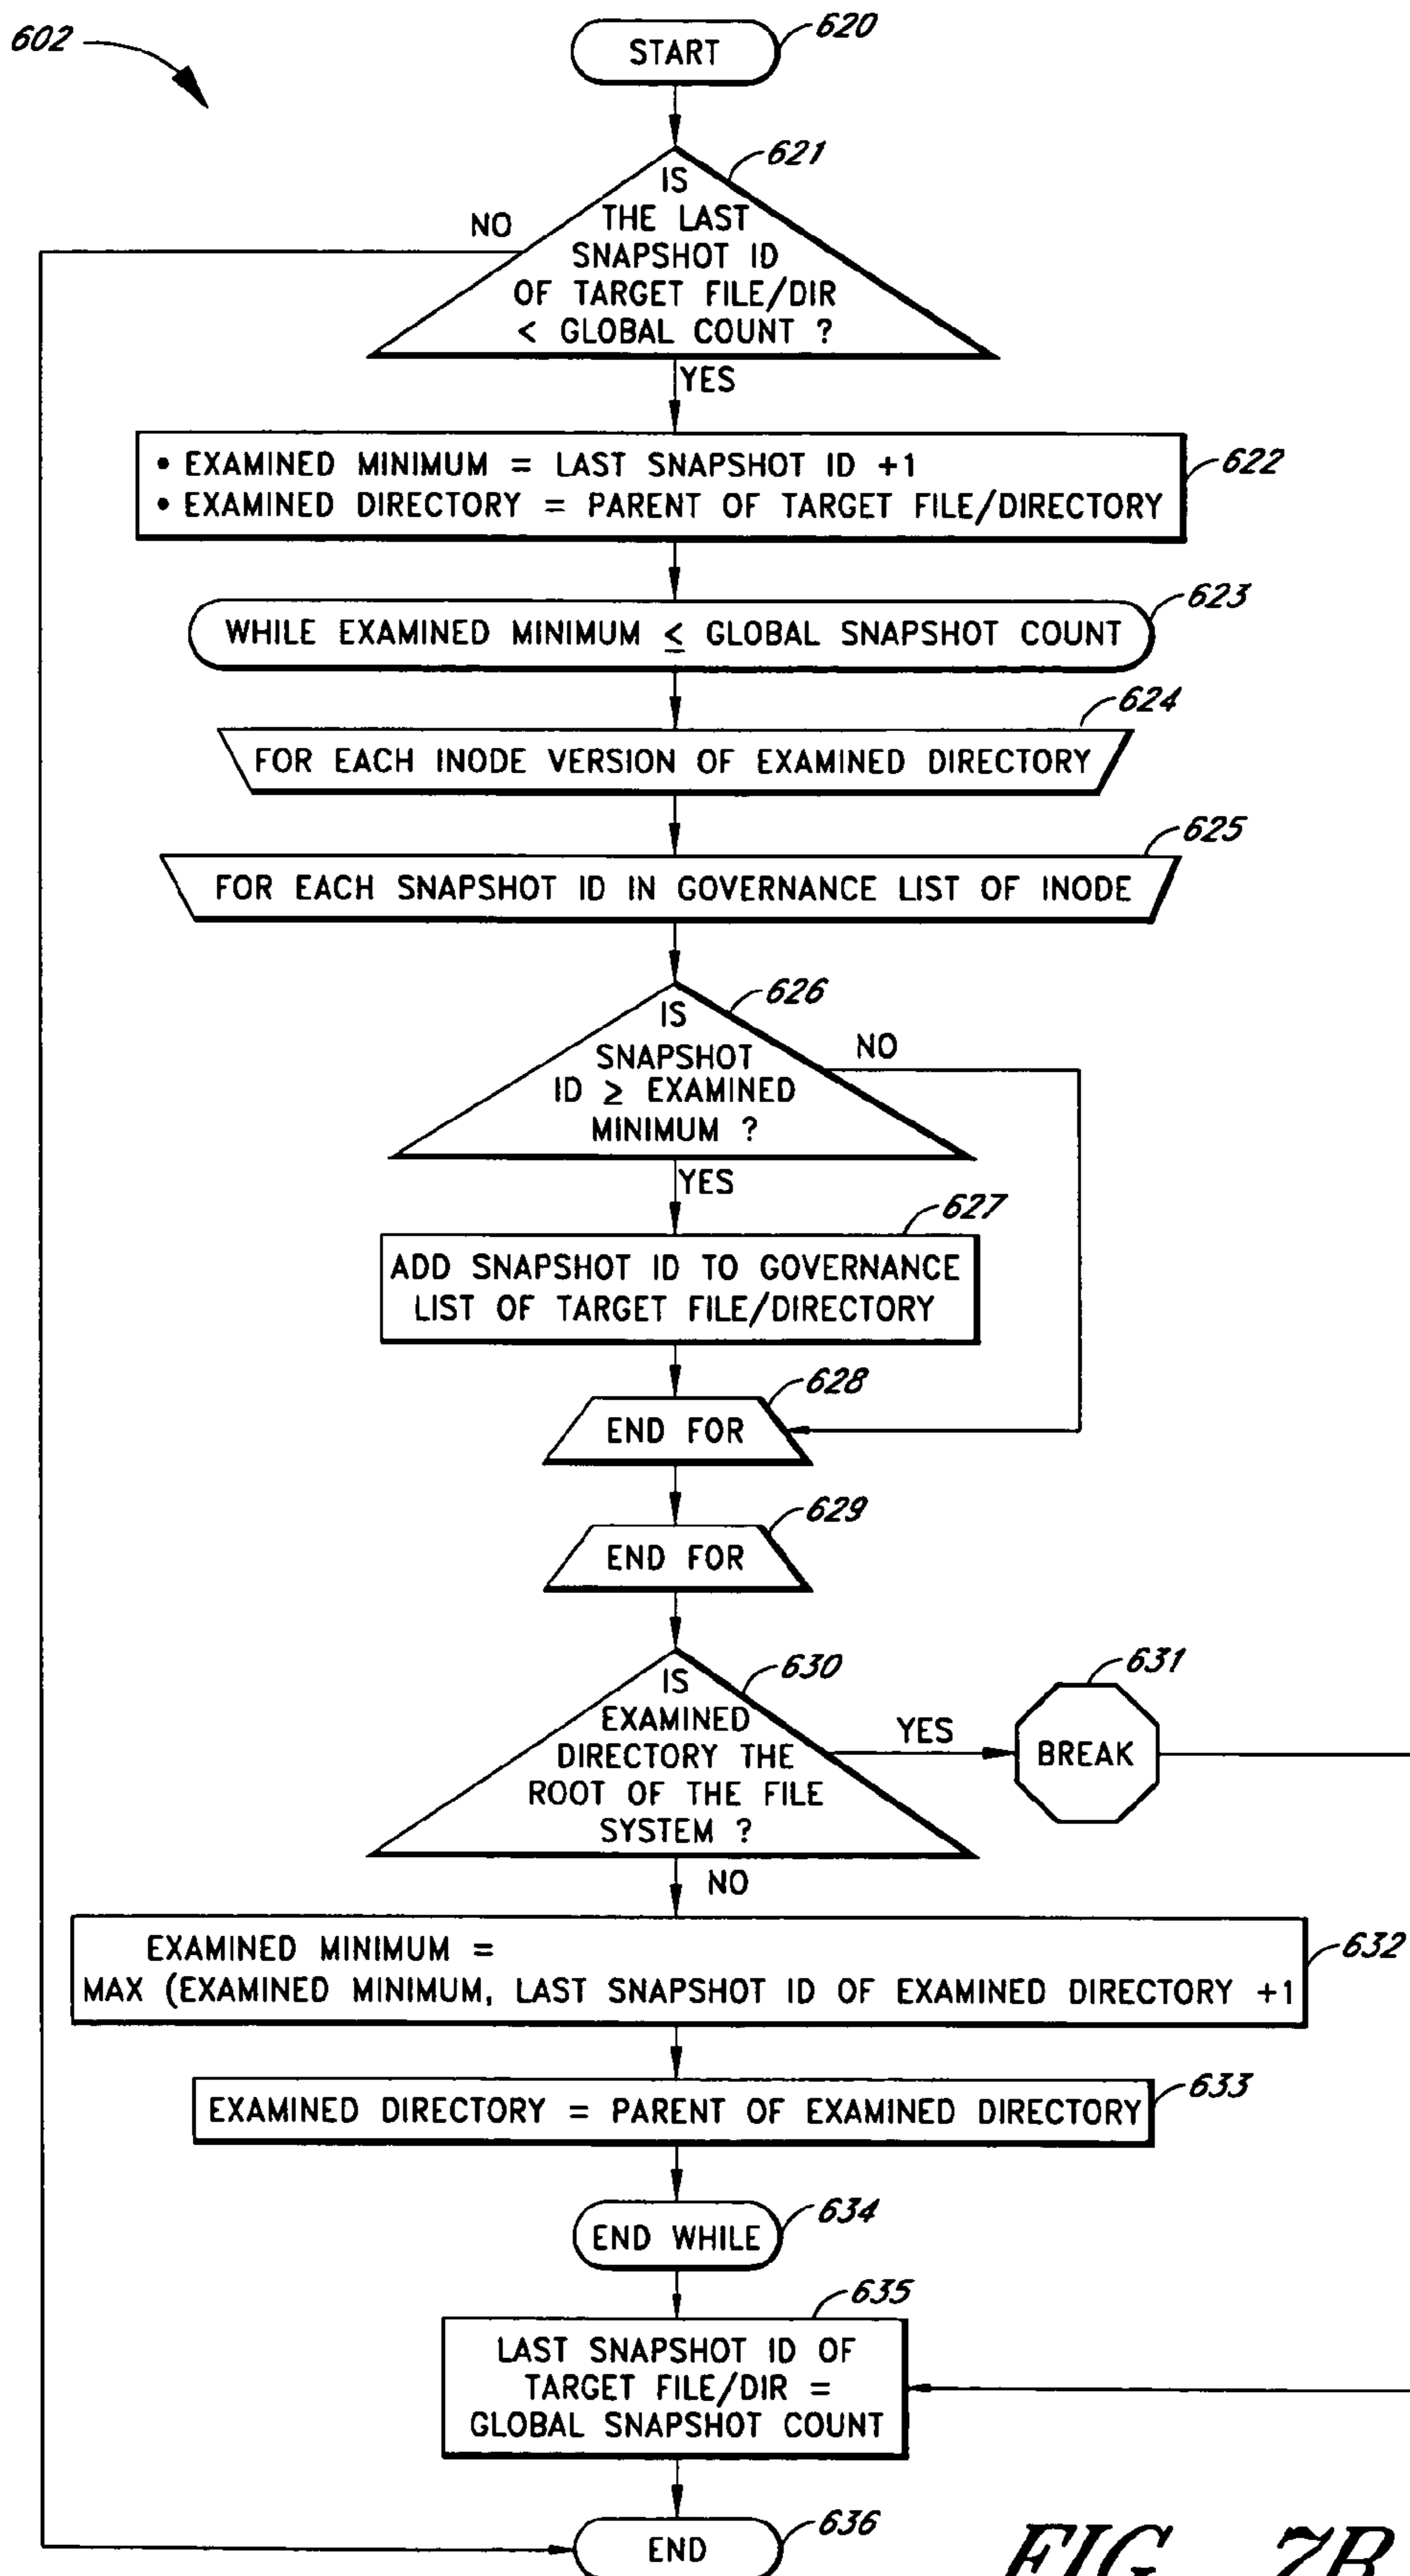 602
START
620
IS
THE LAST
SNAPSHOT ID
OF TARGET FILE/DIR
< GLOBAL COUNT ?
621
NO
YES
• EXAMINED MINIMUM = LAST SNAPSHOT ID +1
• EXAMINED DIRECTORY = PARENT OF TARGET FILE/DIRECTORY
622
WHILE EXAMINED MINIMUM ≤ GLOBAL SNAPSHOT COUNT
623
FOR EACH INODE VERSION OF EXAMINED DIRECTORY
624
FOR EACH SNAPSHOT ID IN GOVERNANCE LIST OF INODE
625
IS
SNAPSHOT
ID ≥ EXAMINED
MINIMUM ?
626
NO
YES
ADD SNAPSHOT ID TO GOVERNANCE
LIST OF TARGET FILE/DIRECTORY
627
END FOR
628
END FOR
629
IS
EXAMINED
DIRECTORY THE
ROOT OF THE FILE
SYSTEM ?
630
YES
BREAK
631
NO
EXAMINED MINIMUM =
MAX (EXAMINED MINIMUM, LAST SNAPSHOT ID OF EXAMINED DIRECTORY +1
632
EXAMINED DIRECTORY = PARENT OF EXAMINED DIRECTORY
633
END WHILE
634
LAST SNAPSHOT ID OF
TARGET FILE/DIR =
GLOBAL SNAPSHOT COUNT
635
END
636
FIG. 7B